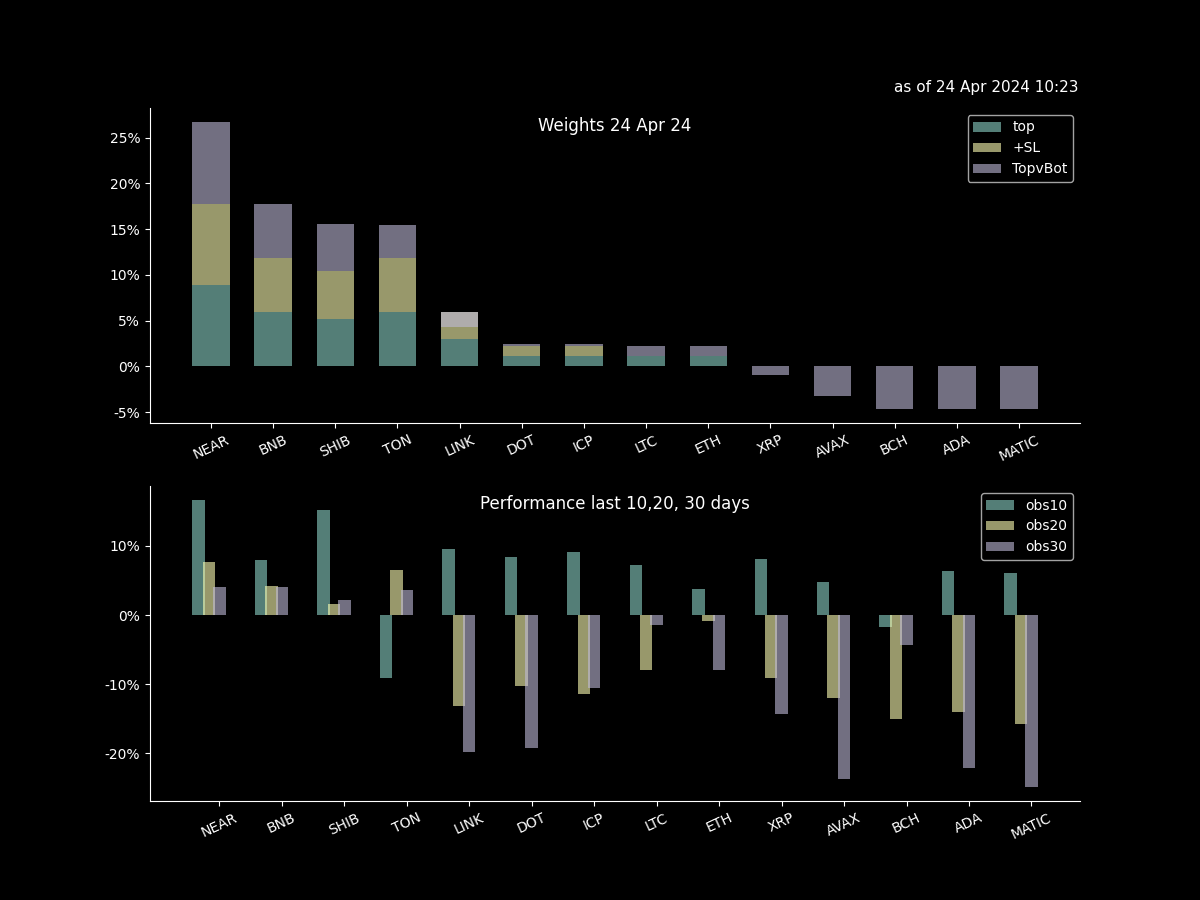 as of 24 Apr 2024 10:23
Weights 24 Apr 24
top
+SL
TopvBot
25%
20%
15%
10%
5%
0%
-5%
NEAR BNB SHIB TON LINK DOT ICP LTC ETH XRP AVAX BCH ADA MATIC
Performance last 10,20, 30 days
obs10
obs20
obs30
10%
0%
-10%
-20%
NEAR BNB SHIB TON LINK DOT ICP LTC ETH XRP AVAX BCH ADA MATIC